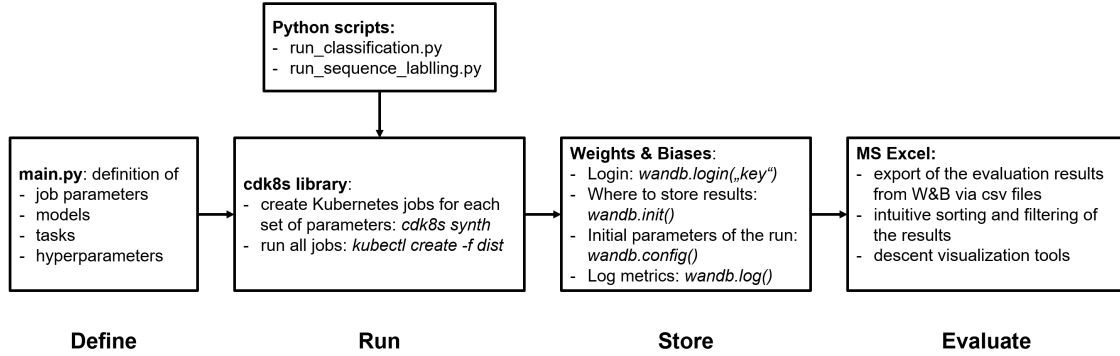 Python scripts:
- run_classification.py
- run_sequence_lablling.py
main.py: definition of
- job parameters
- models
- tasks
- hyperparameters
cdk8s library:
- create Kubernetes jobs for each
set of parameters: cdk8s synth
- run all jobs: kubectl create -f dist
Weights & Biases:
- Login: wandb.login(„key“)
- Where to store results:
wandb.init()
- Initial parameters of the run:
wandb.config()
- Log metrics: wandb.log()
MS Excel:
- export of the evaluation results
from W&B via csv files
- intuitive sorting and filtering of
the results
- descent visualization tools
Define
Run
Store
Evaluate